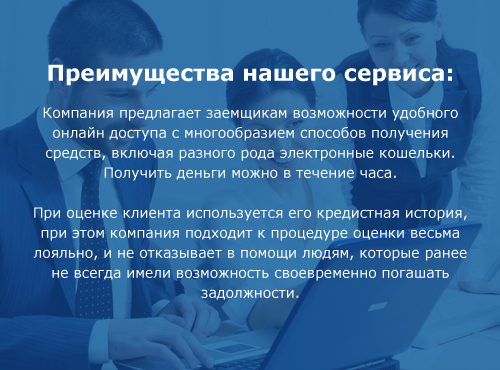 Преимущества нашего сервиса:
Компания предлагает заемщикам возможности удобного
онлайн доступа с многообразием способов получения
средств, включая разного рода электронные кошельки.
Получить деньги можно в течение часа.
При оценке клиента используется его кредистная история,
при этом компания подходит к процедуре оценки весьма
лояльно, и не отказывает в помощи людям, которые ранее
не всегда имели возможность своевременно погашать
задолжности.